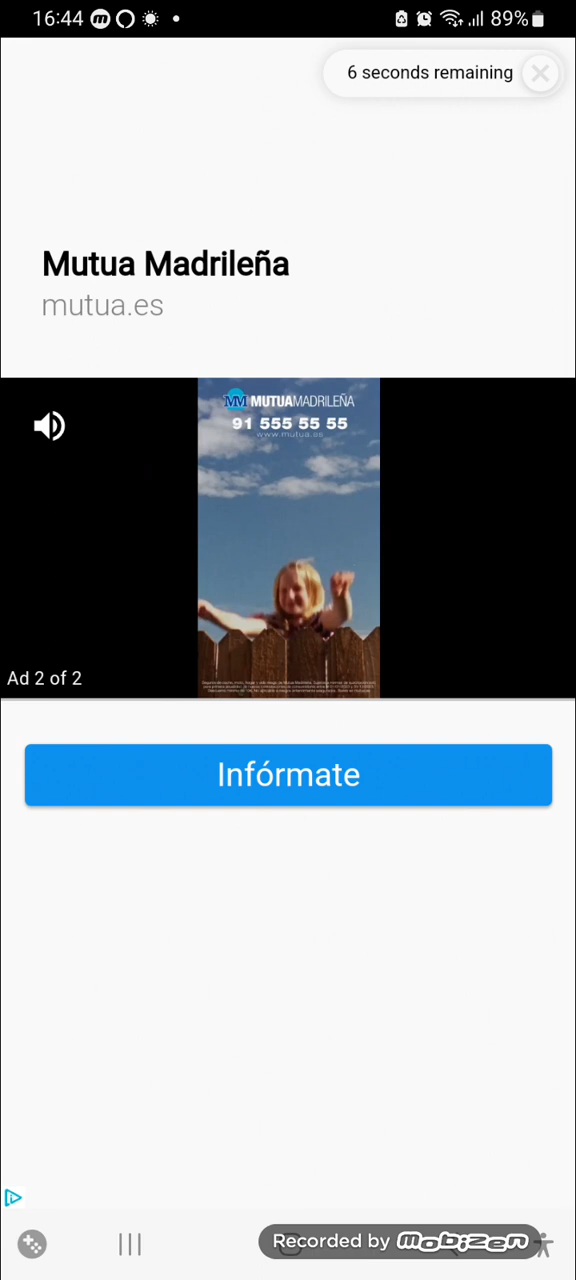 16:44
89%
6 seconds remaining
Mutua Madrileña
mutua.es
MM MUTUAMADRILEÑA
91 555 55 55
www.mutua.es
Ad 2 of 2
Infórmate
Recorded by mobizen